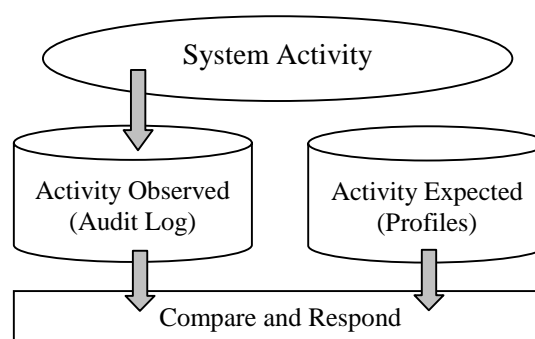 System Activity
Activity Observed
(Audit Log)
Activity Expected
(Profiles)
Compare and Respond